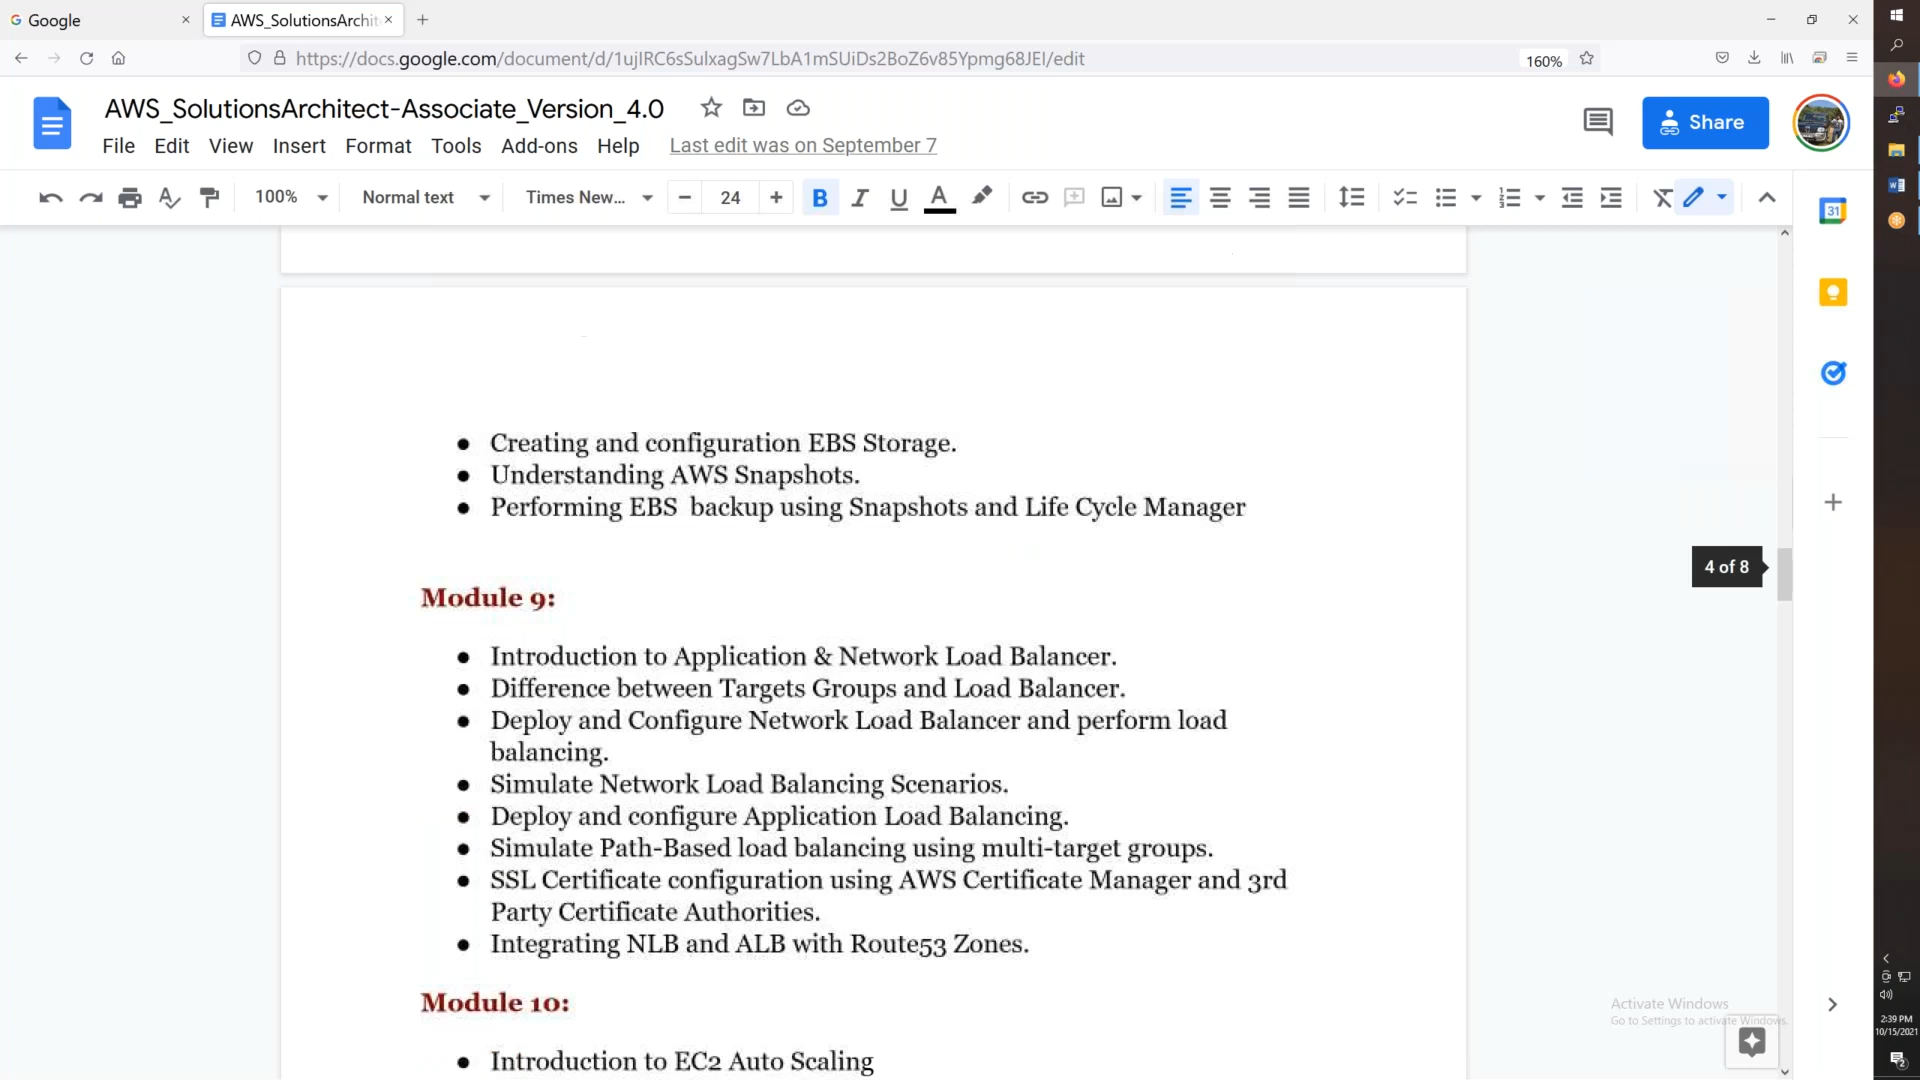 Google
AWS_SolutionsArchit
https://docs.google.com/document/d/1ujIRC6sSulxagSw7LbA1mSUiDs2BoZ6v85Ypmg68JEI/edit
160%
AWS_SolutionsArchitect-Associate_Version_4.0
Share
File Edit View Insert Format Tools Add-ons Help Last edit was on September 7
100% Normal text Times New... 24 B I U A
31
● Creating and configuration EBS Storage.
● Understanding AWS Snapshots.
● Performing EBS backup using Snapshots and Life Cycle Manager
4 of 8
Module 9:
● Introduction to Application & Network Load Balancer.
● Difference between Targets Groups and Load Balancer.
● Deploy and Configure Network Load Balancer and perform load
balancing.
● Simulate Network Load Balancing Scenarios.
● Deploy and configure Application Load Balancing.
● Simulate Path-Based load balancing using multi-target groups.
● SSL Certificate configuration using AWS Certificate Manager and 3rd
Party Certificate Authorities.
● Integrating NLB and ALB with Route53 Zones.
Module 10:
● Introduction to EC2 Auto Scaling
Activate Windows
Go to Settings to activate Windows.
2:39 PM
10/15/2021
2